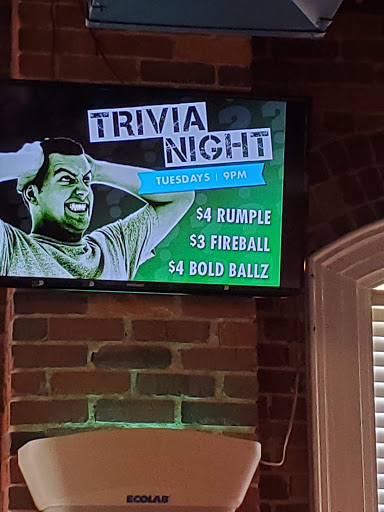 TRIVIA
NIGHT
TUESDAYS | 9PM
$4 RUMPLE
$3 FIREBALL
$4 BOLD BALLZ
ECOLAB